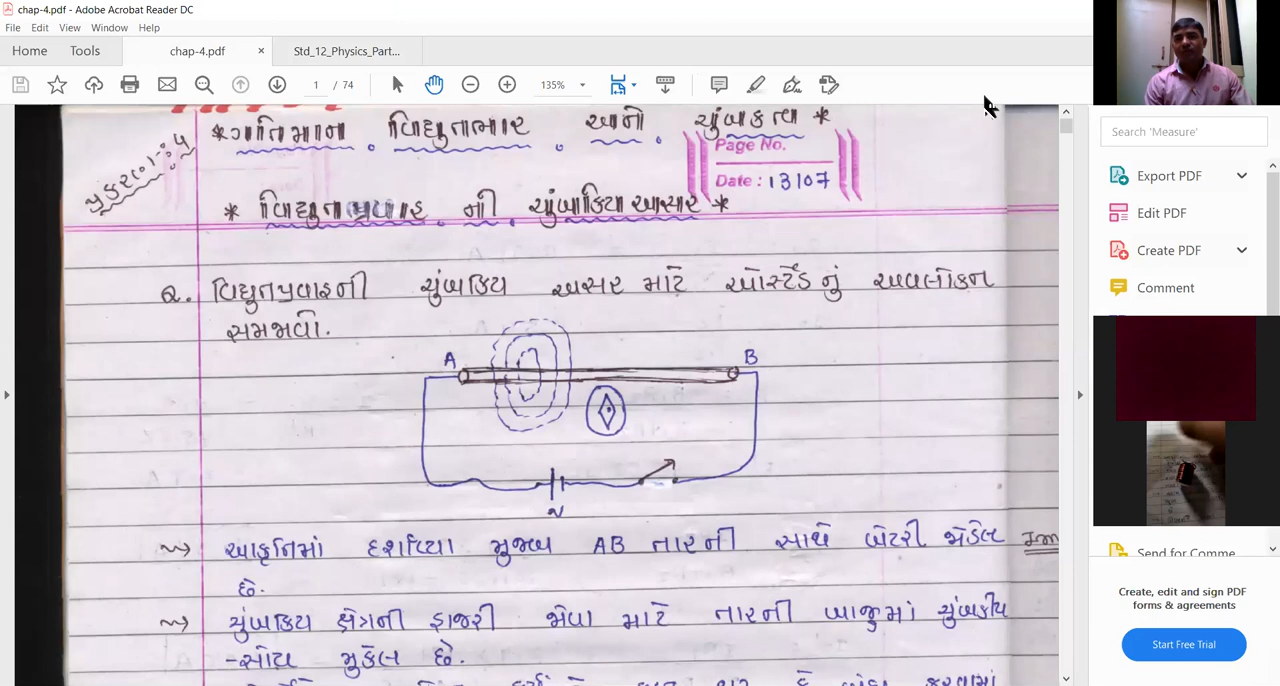 chap-4.pdf - Adobe Acrobat Reader DC
File Edit View Window Help
Home Tools chap-4.pdf × Std_12_Physics_Part...
1 / 74 135%
Search 'Measure'
Export PDF
Edit PDF
Create PDF
Comment
Send for Comme
Create, edit and sign PDF
forms & agreements
Start Free Trial
* ગતિમાન વિદ્યુતભાર અને ચુંબકત્વ *
Page No.
Date : 13107
* વિદ્યુતપ્રવાહ ની ચુંબકિય અસર *
વિદ્યુતપ્રવાહની ચુંબકિય અસર માટે ઑર્સ્ટેડનું અવલોકન
સમજાવો.
A B
આકૃતિમાં દર્શાવ્યા મુજબ AB તારની સાથે બેટરી જોડેલ
છે.
ચુંબકિય ક્ષેત્રની હાજરી જોવા માટે તારની બાજુમાં ચુંબકીય
-સોય મુકેલ છે.